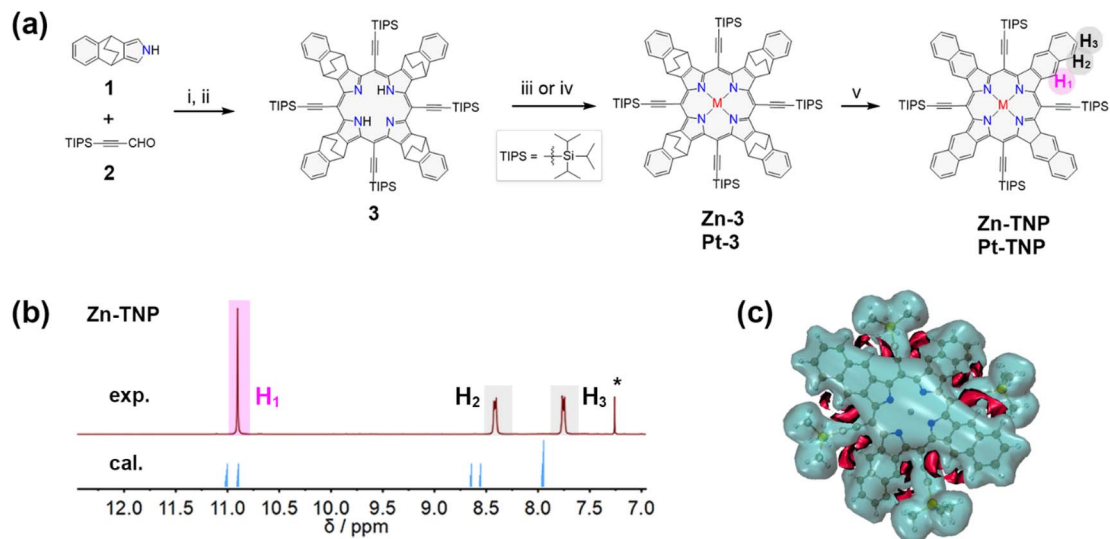 (a)
NH
1
+
TIPS
CHO
2
i, ii
TIPS
N
HN
TIPS
TIPS
NH
N
TIPS
3
iii or iv
TIPS =
Si
TIPS
N
N
TIPS
M
TIPS
N
N
TIPS
Zn-3
Pt-3
v
TIPS
H3
H2
H1
N
N
TIPS
M
TIPS
N
N
TIPS
Zn-TNP
Pt-TNP
(b)
Zn-TNP
exp.
H1
H2
H3
*
cal.
12.0 11.5 11.0 10.5 10.0 9.5 9.0 8.5 8.0 7.5 7.0
δ / ppm
(c)